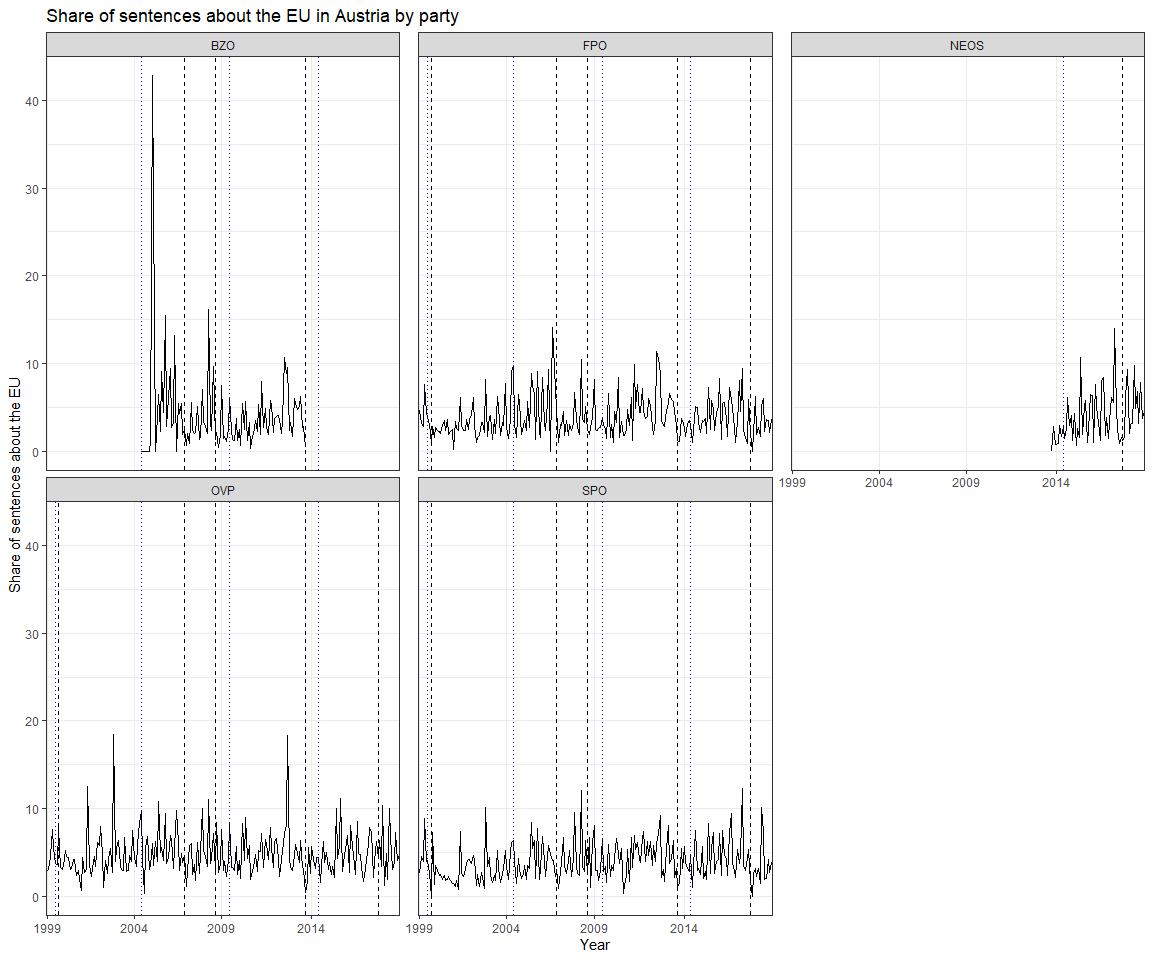 Share of sentences about the EU in Austria by party
BZO
FPO
NEOS
40
30
20
10
0
1999
2004
2009
2014
OVP
SPO
40
30
20
10
0
1999
2004
2009
2014
1999
2004
2009
2014
Share of sentences about the EU
Year